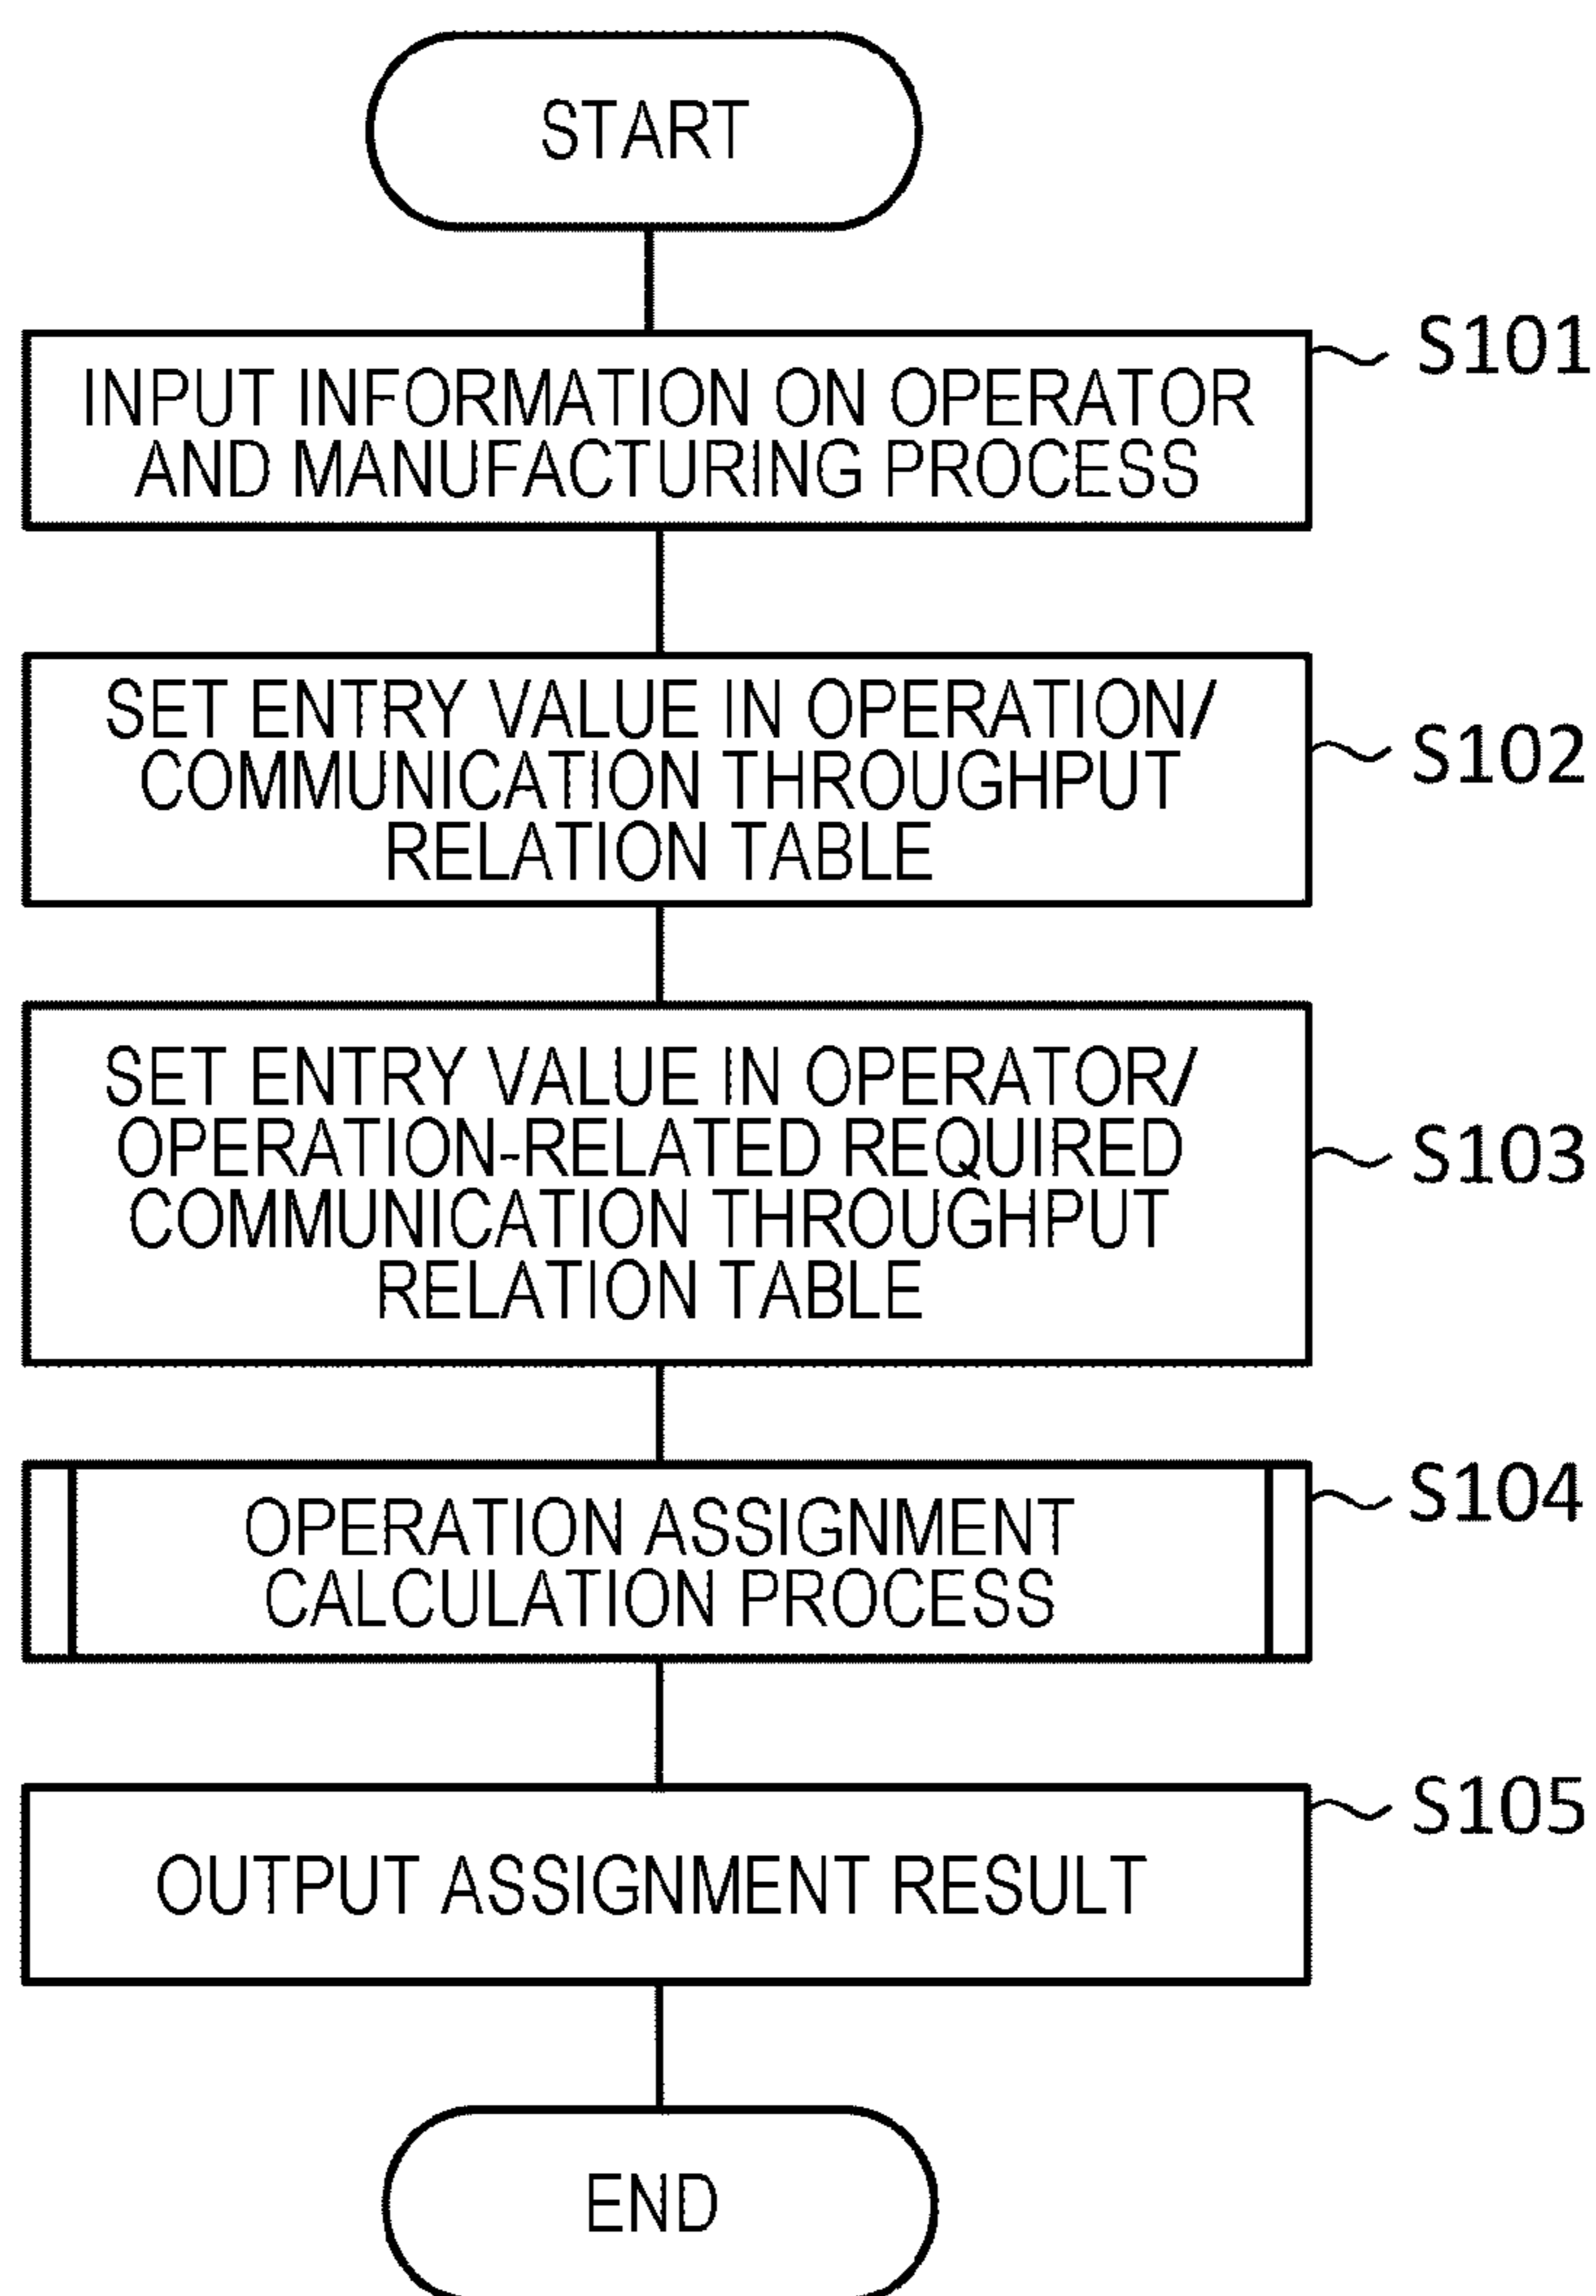 START
S101
INPUT INFORMATION ON OPERATOR
AND MANUFACTURING PROCESS
SET ENTRY VALUE IN OPERATION/
COMMUNICATION THROUGHPUT
RELATION TABLE
S102
SET ENTRY VALUE IN OPERATOR/
OPERATION-RELATED REQUIRED
COMMUNICATION THROUGHPUT
RELATION TABLE
S103
OPERATION ASSIGNMENT
CALCULATION PROCESS
S104
S105
OUTPUT ASSIGNMENT RESULT
END